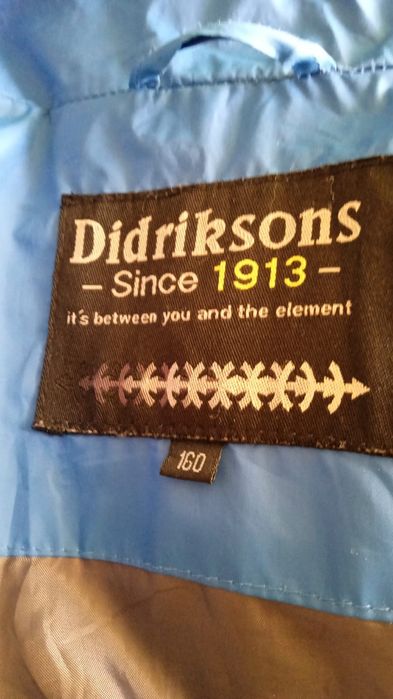 Didriksons
– Since 1913 –
it's between you and the element
160